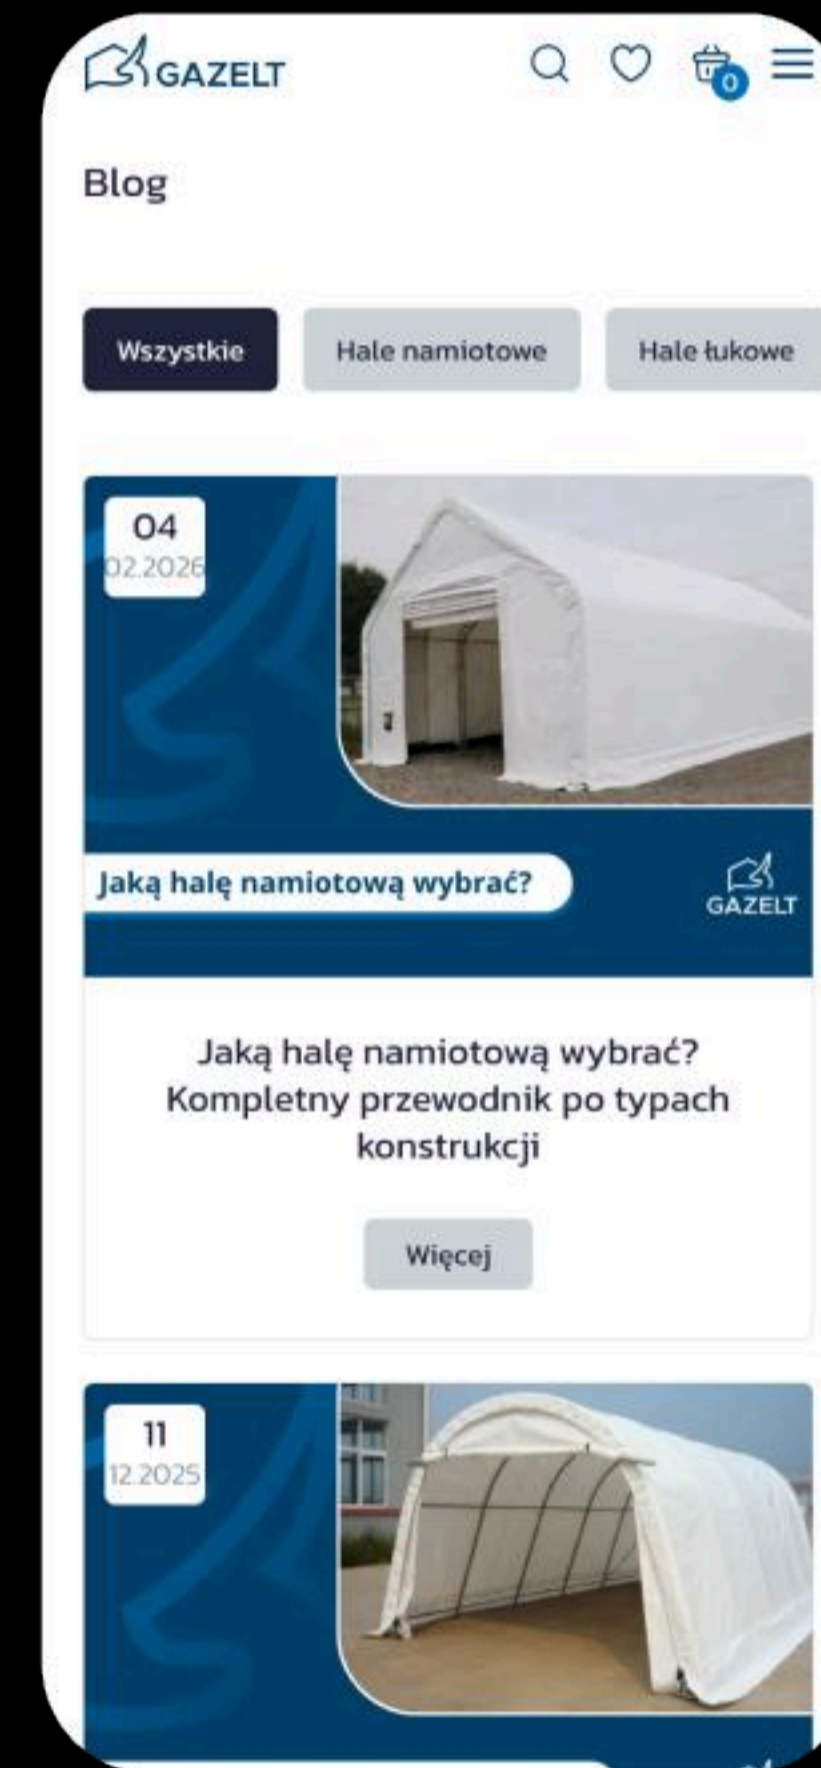 GAZELT
0
Blog
Wszystkie
Hale namiotowe
Hale łukowe
04
02.2026
Jaką halę namiotową wybrać?
GAZELT
Jaką halę namiotową wybrać?
Kompletny przewodnik po typach
konstrukcji
Więcej
11
12.2025